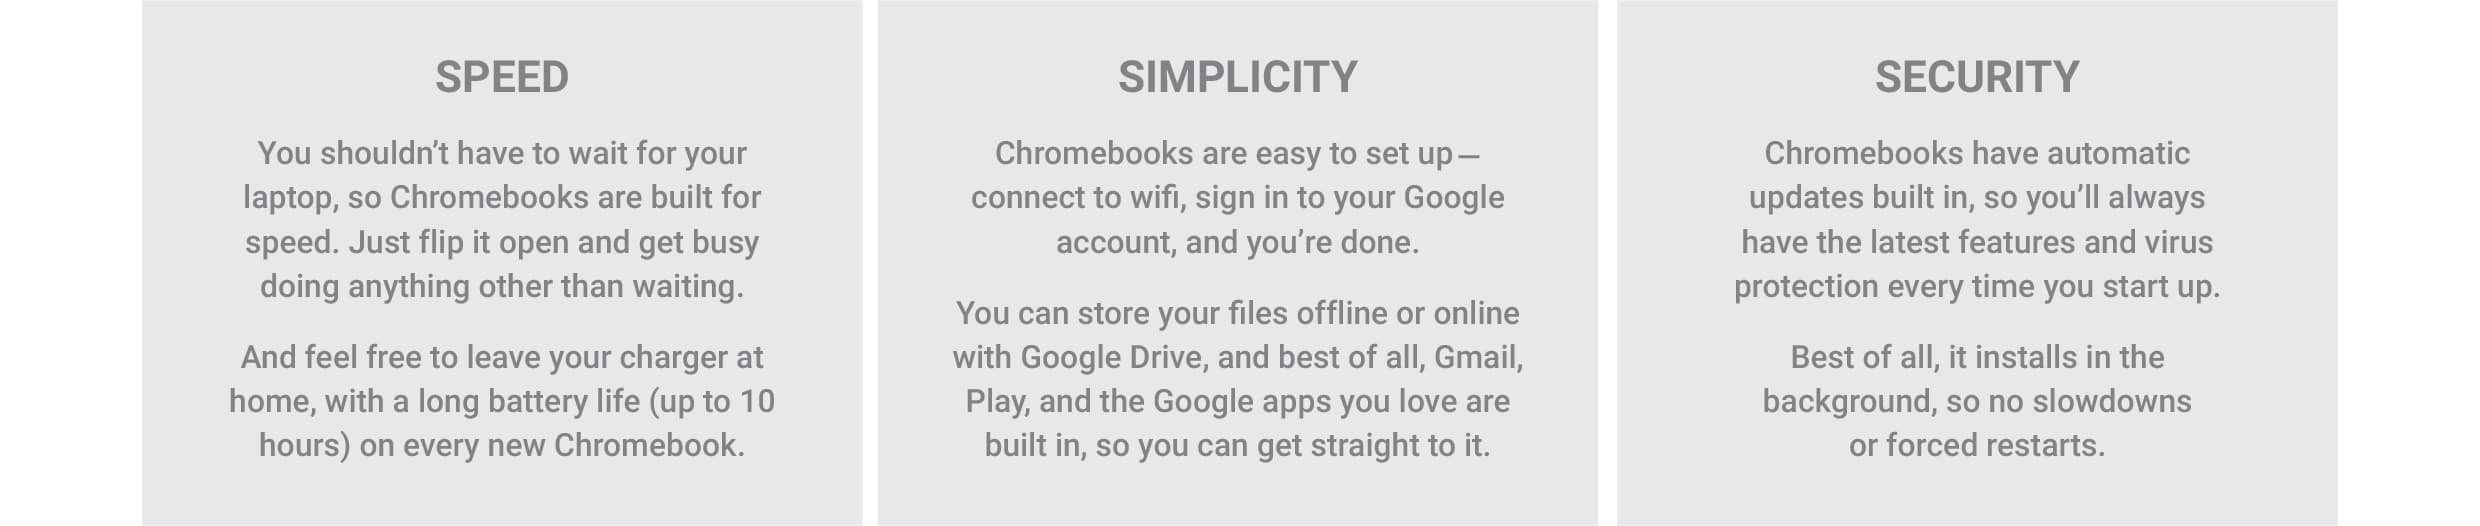 SPEED
You shouldn’t have to wait for your
laptop, so Chromebooks are built for
speed. Just flip it open and get busy
doing anything other than waiting.
And feel free to leave your charger at
home, with a long battery life (up to 10
hours) on every new Chromebook.
SIMPLICITY
Chromebooks are easy to set up—
connect to wifi, sign in to your Google
account, and you’re done.
You can store your files offline or online
with Google Drive, and best of all, Gmail,
Play, and the Google apps you love are
built in, so you can get straight to it.
SECURITY
Chromebooks have automatic
updates built in, so you’ll always
have the latest features and virus
protection every time you start up.
Best of all, it installs in the
background, so no slowdowns
or forced restarts.